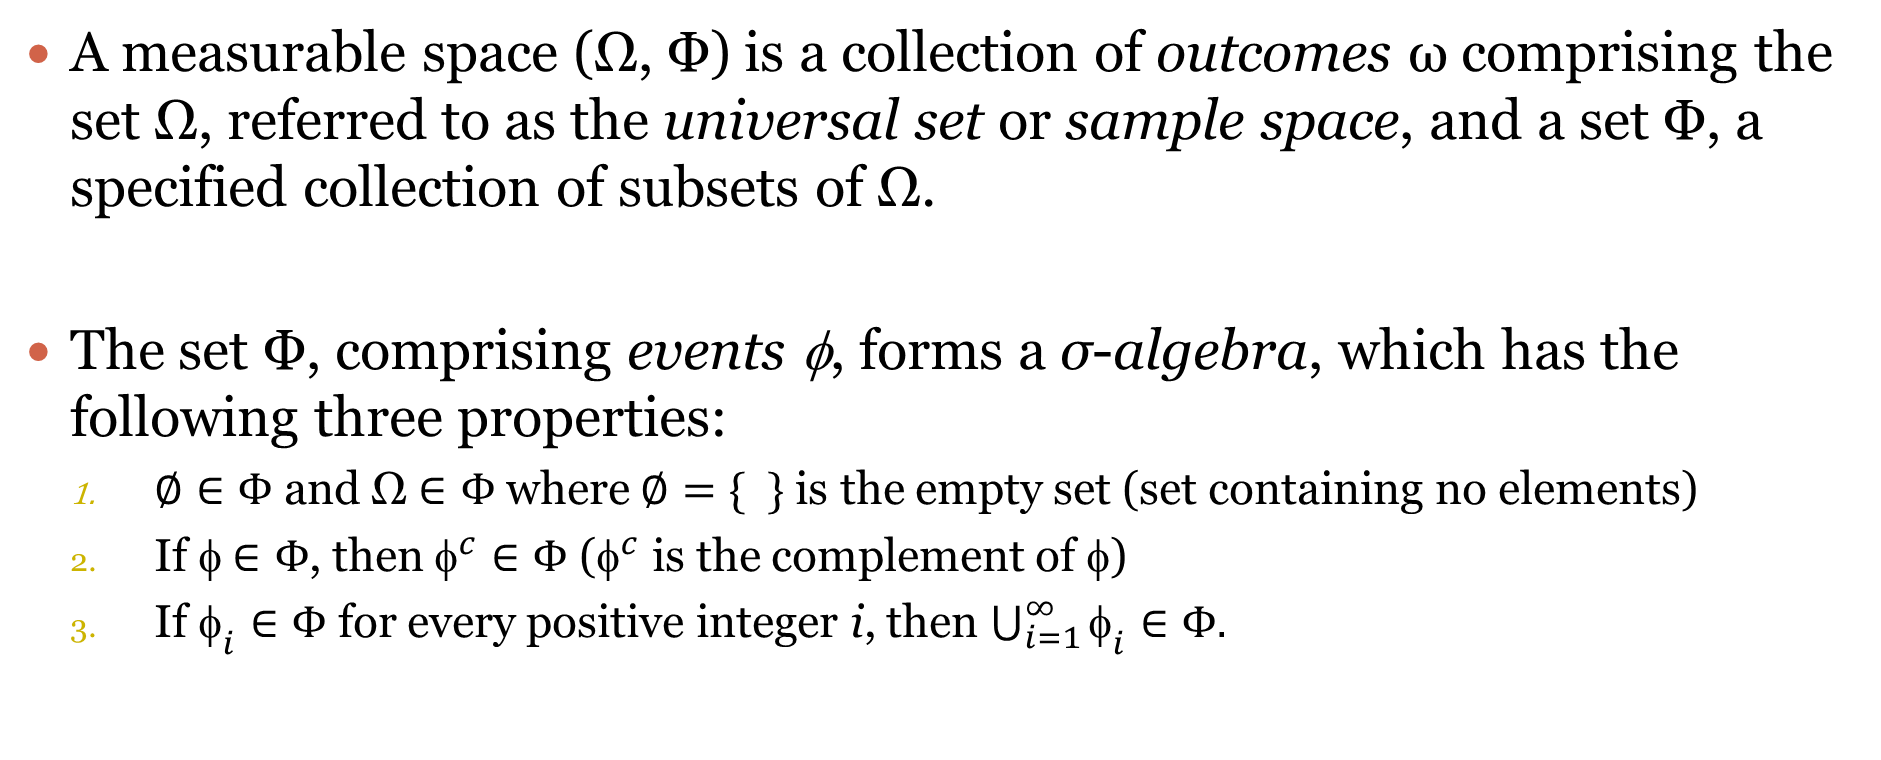 • A measurable space (Ω, Φ) is a collection of outcomes ω comprising the
set Ω, referred to as the universal set or sample space, and a set Φ, a
specified collection of subsets of Ω.
• The set Φ, comprising events ϕ, forms a σ-algebra, which has the
following three properties:
1. ∅ ∈ Φ and Ω ∈ Φ where ∅ = { } is the empty set (set containing no elements)
2. If ϕ ∈ Φ, then ϕᶜ ∈ Φ (ϕᶜ is the complement of ϕ)
3. If ϕᵢ ∈ Φ for every positive integer i, then ⋃_{i=1}^{∞} ϕᵢ ∈ Φ.